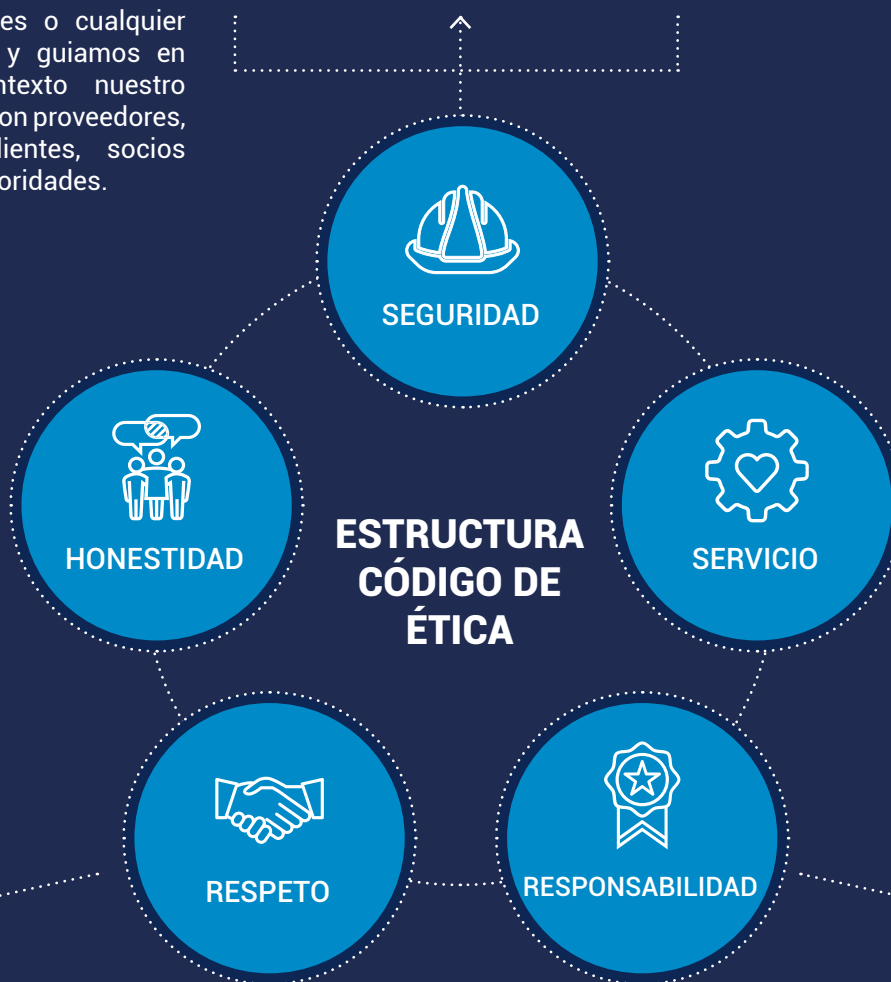 es o cualquier
y guiamos en
texto nuestro
on proveedores,
lientes, socios
oridades.
SEGURIDAD
HONESTIDAD
SERVICIO
ESTRUCTURA
CÓDIGO DE
ÉTICA
RESPETO
RESPONSABILIDAD